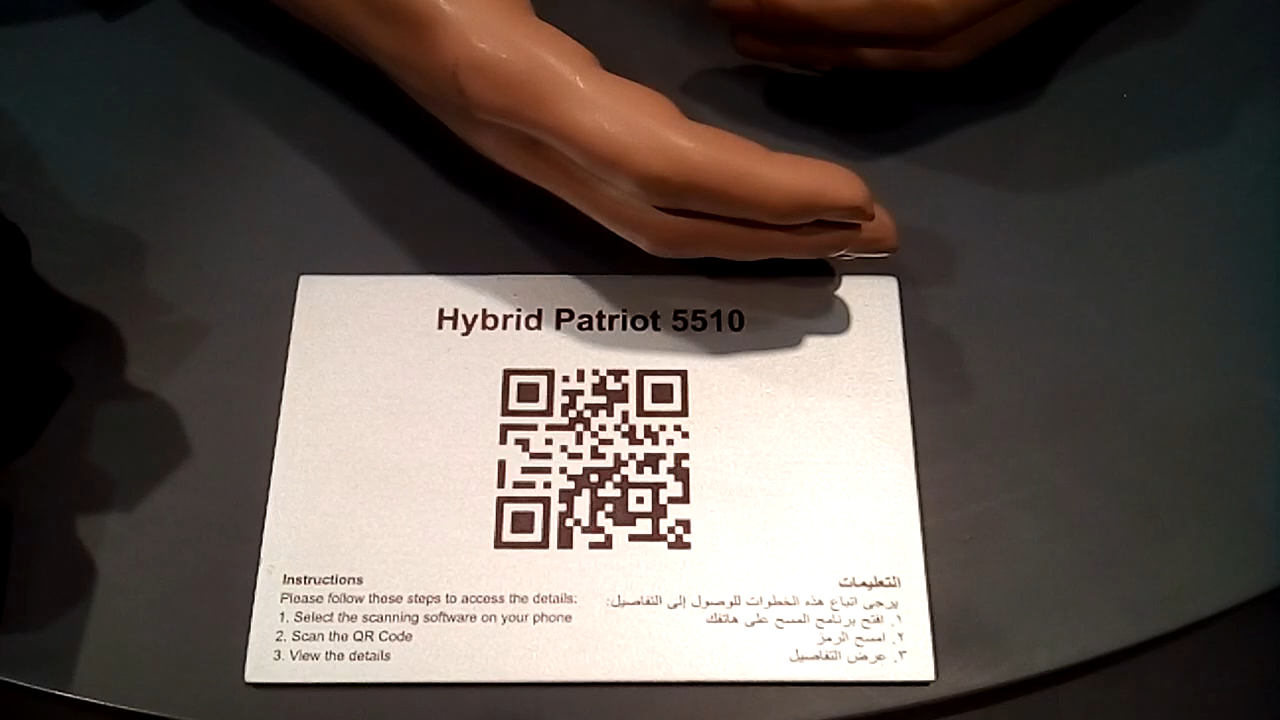 Hybrid Patriot 5510
Instructions
Please follow these steps to access the details:
1. Select the scanning software on your phone
2. Scan the QR Code
3. View the details
التعليمات
يرجى اتباع هذه الخطوات للوصول إلى التفاصيل:
١. افتح برنامج المسح على هاتفك
٢. امسح الرمز
٣. عرض التفاصيل